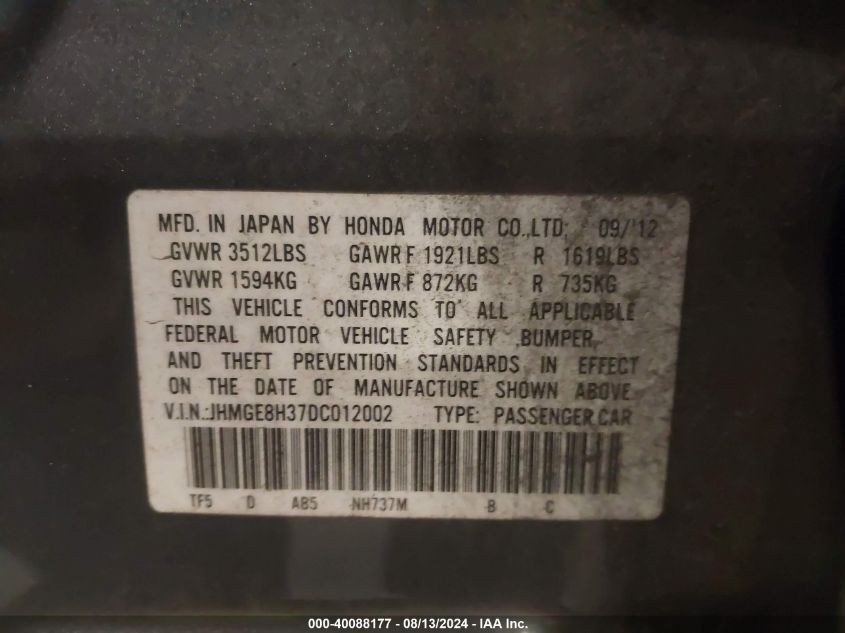 MFD. IN JAPAN BY HONDA MOTOR CO.,LTD. 09/'12
GVWR 3512LBS GAWR F 1921LBS R 1619LBS
GVWR 1594KG GAWR F 872KG R 735KG
THIS VEHICLE CONFORMS TO ALL APPLICABLE
FEDERAL MOTOR VEHICLE SAFETY, BUMPER,
AND THEFT PREVENTION STANDARDS IN EFFECT
ON THE DATE OF MANUFACTURE SHOWN ABOVE.
V.I.N.:JHMGE8H37DC012002 TYPE: PASSENGER CAR
TF5 D AB5 NH737M B C
000-40088177 - 08/13/2024 - IAA Inc.